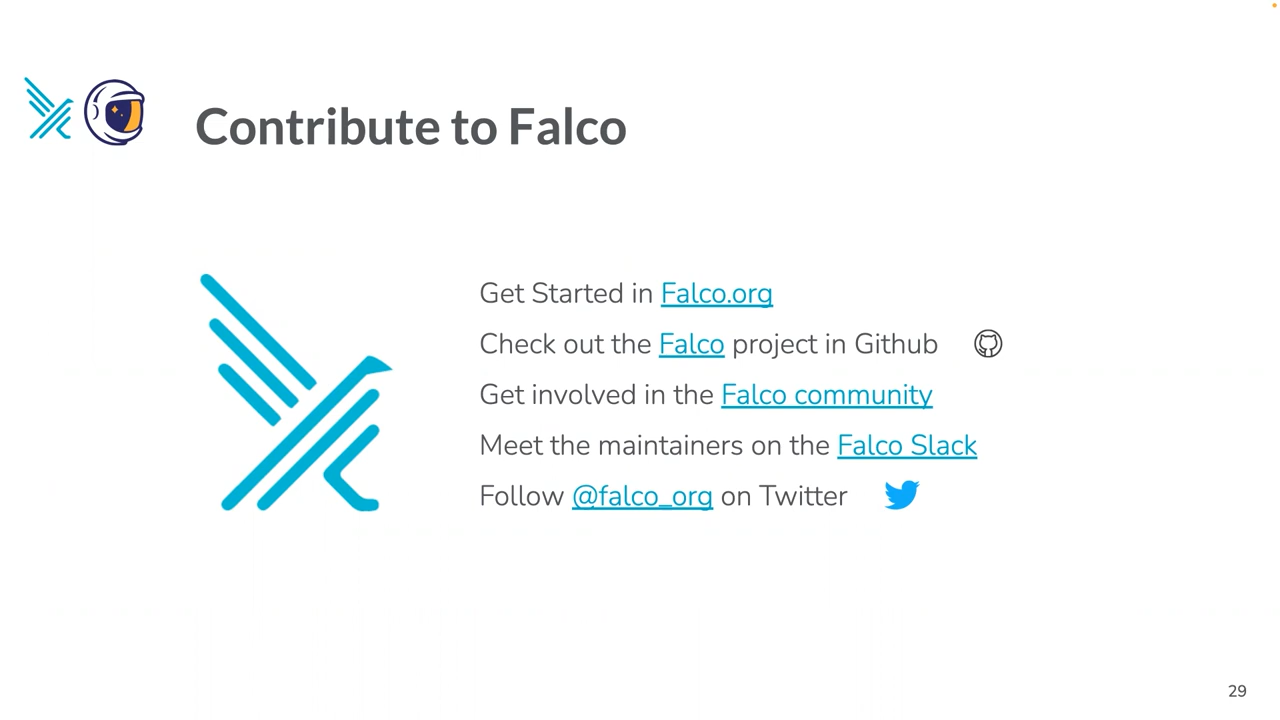 Contribute to Falco
Get Started in Falco.org
Check out the Falco project in Github
Get involved in the Falco community
Meet the maintainers on the Falco Slack
Follow @falco_org on Twitter
29